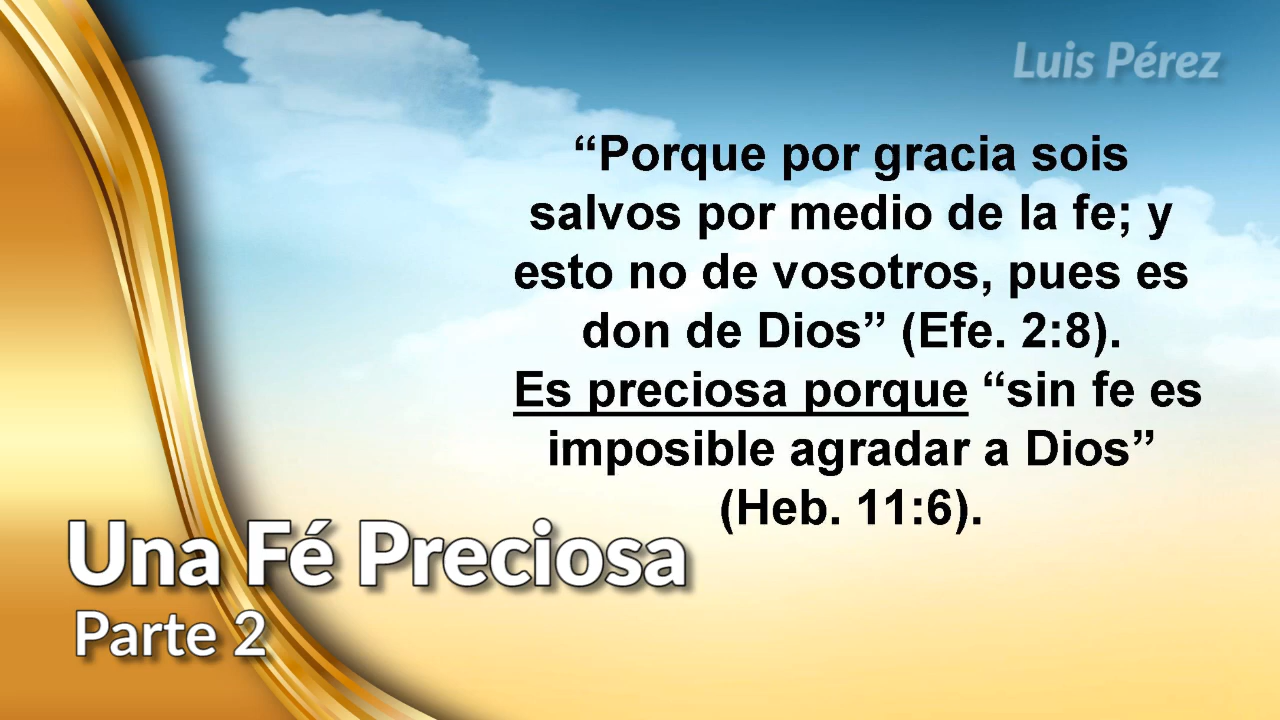 Luis Pérez
“Porque por gracia sois
salvos por medio de la fe; y
esto no de vosotros, pues es
don de Dios” (Efe. 2:8).
Es preciosa porque “sin fe es
imposible agradar a Dios”
(Heb. 11:6).
Una Fé Preciosa
Parte 2